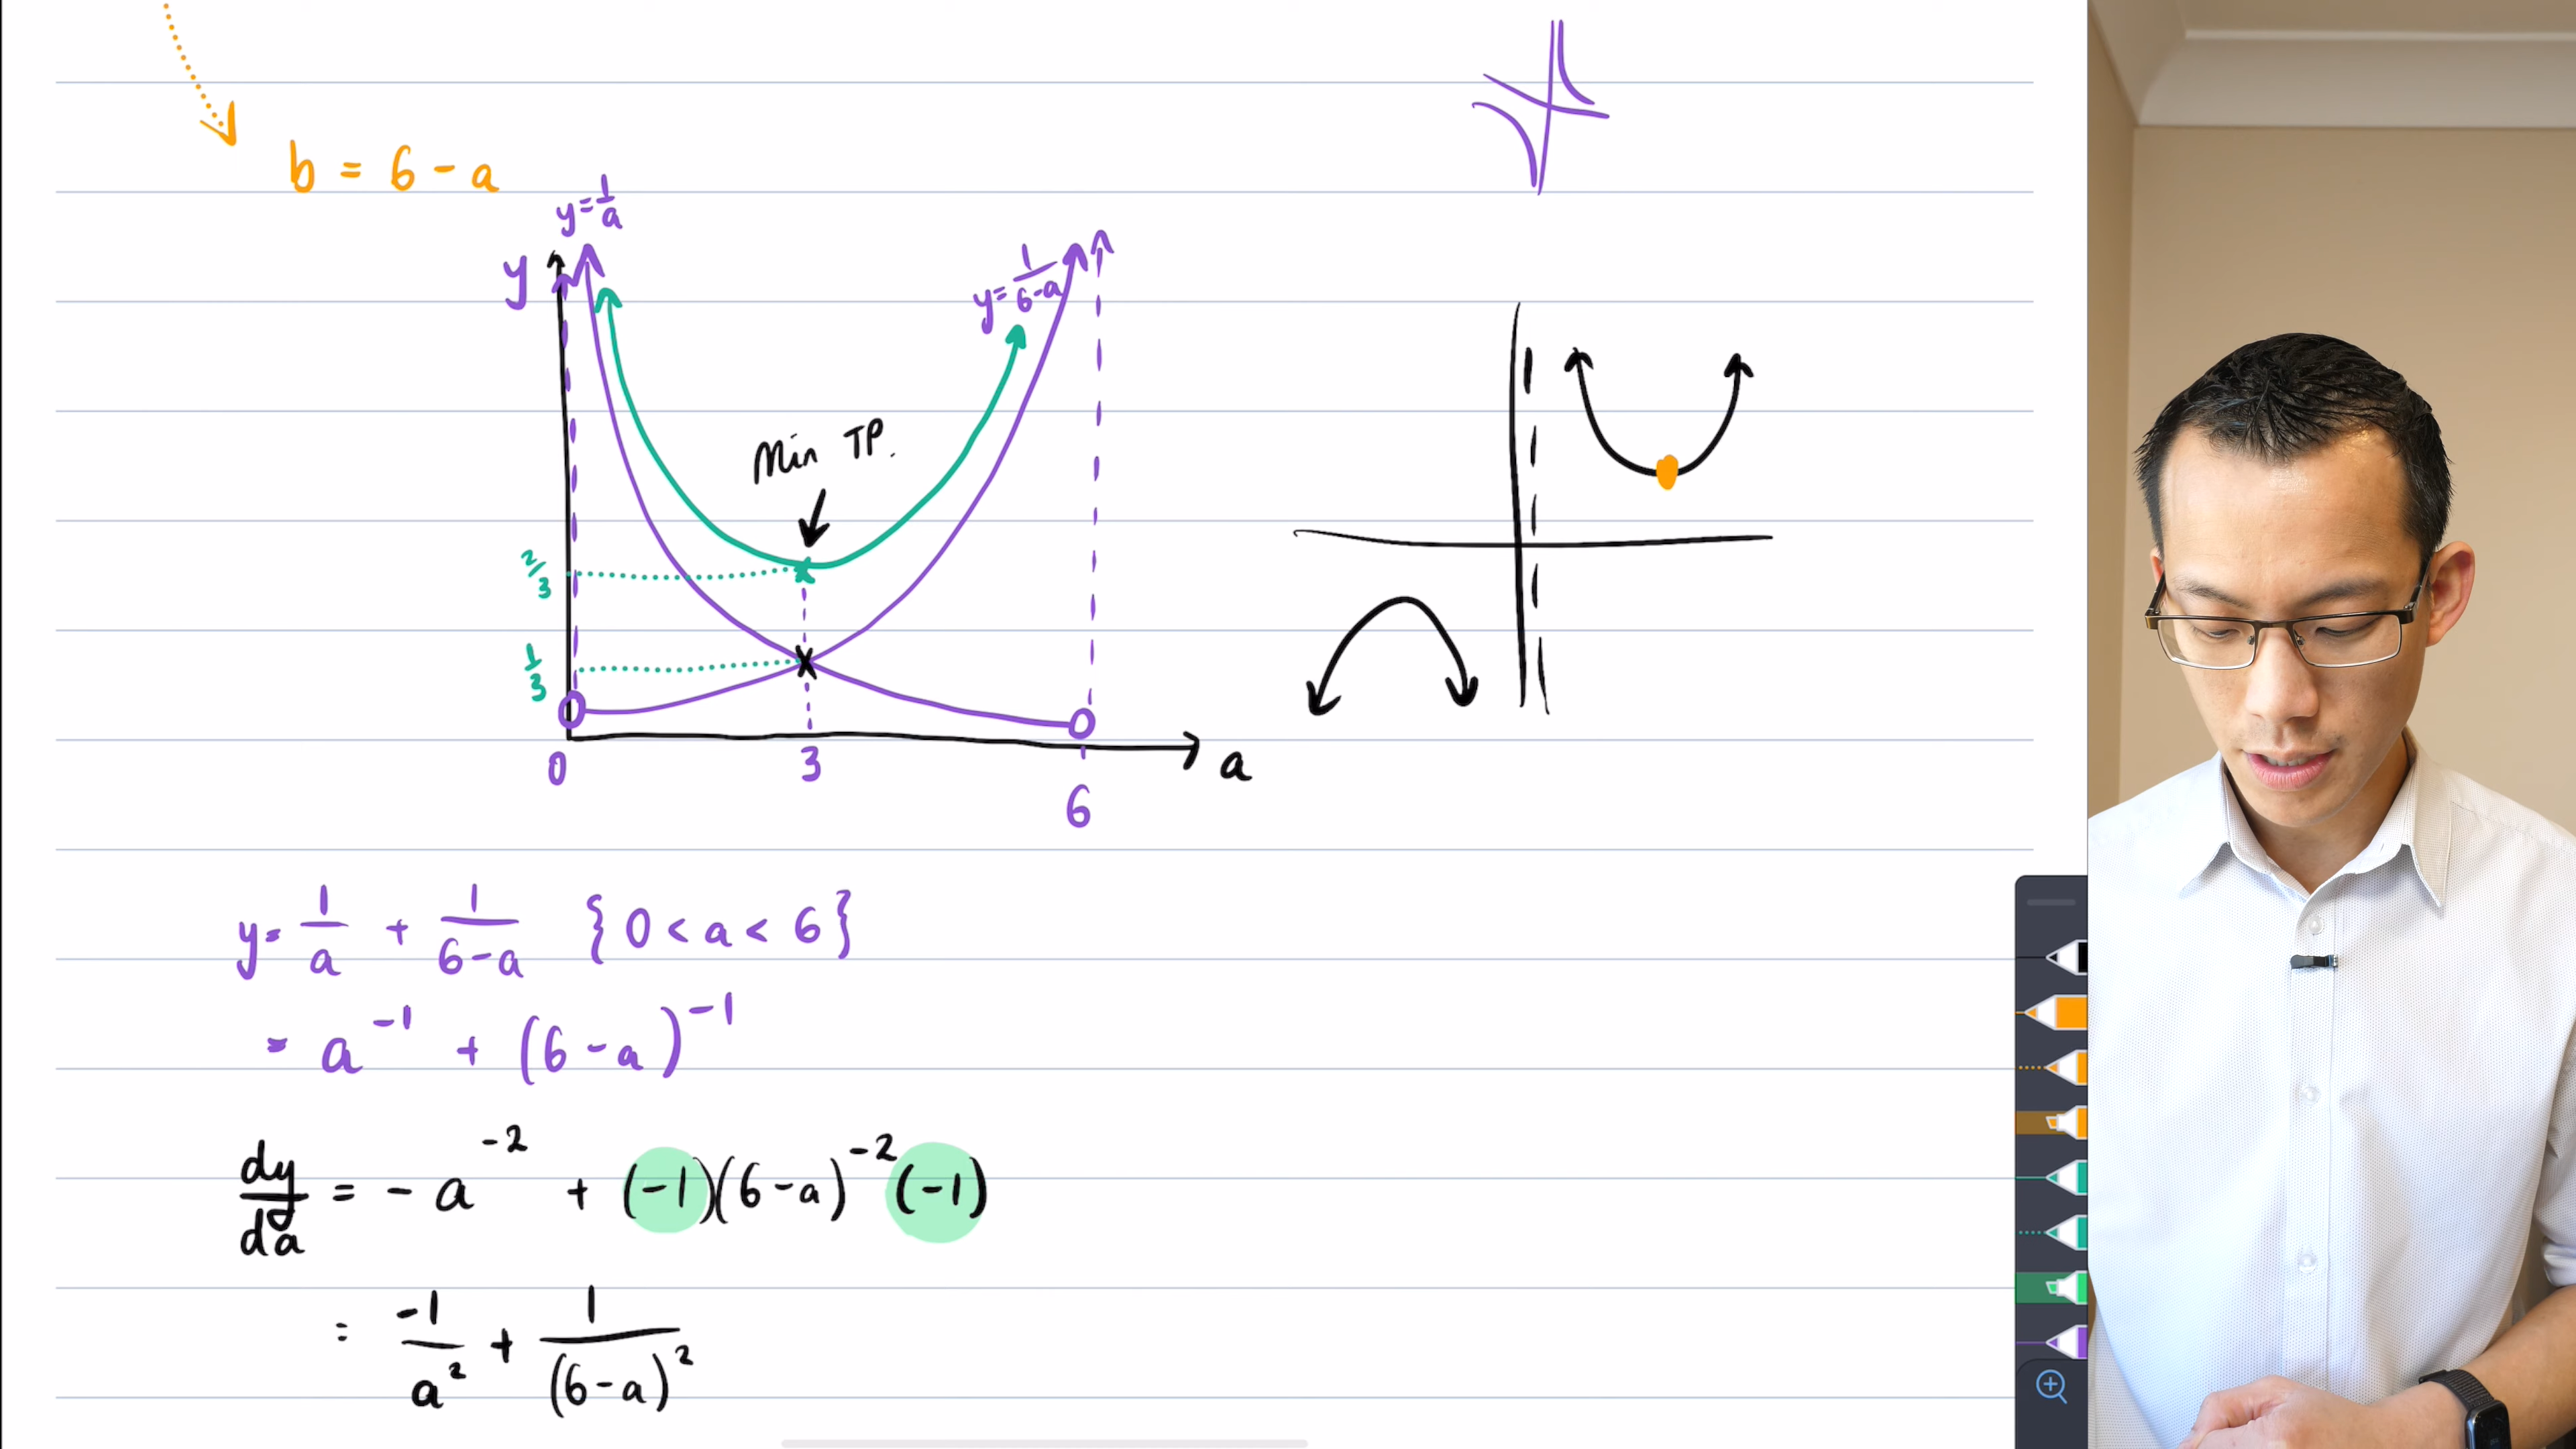 b = 6 - a
y = 1/a
y
y = 1/(6-a)
Min TP.
2/3
1/3
0
3
6
a
y = 1/a + 1/(6-a) {0 < a < 6}
= a^-1 + (6-a)^-1
dy/da = -a^-2 + (-1)(6-a)^-2(-1)
= -1/a^2 + 1/(6-a)^2